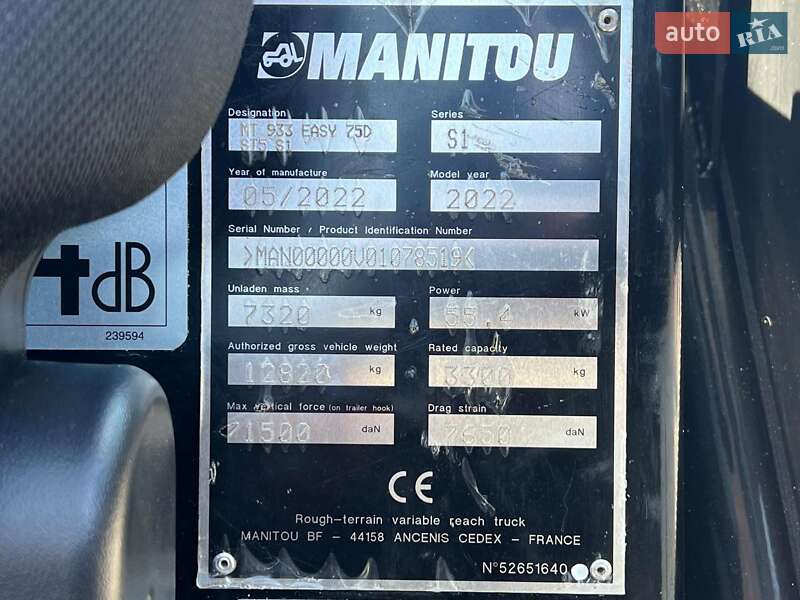 auto RIA.com
MANITOU
Designation Series
MT 933 EASY 75D
ST5 S1
S1
Year of manufacture Model year
05/2022 2022
Serial Number / Product Identification Number
>MAN00000V01078519<
Unladen mass Power
7320 kg 55,4 kW
Authorized gross vehicle weight Rated capacity
12820 kg 3300 kg
Max vertical force (on trailer hook) Drag strain
1500 daN 7650 daN
dB
239594
CE
Rough-terrain variable reach truck
MANITOU BF - 44158 ANCENIS CEDEX - FRANCE
N°52651640